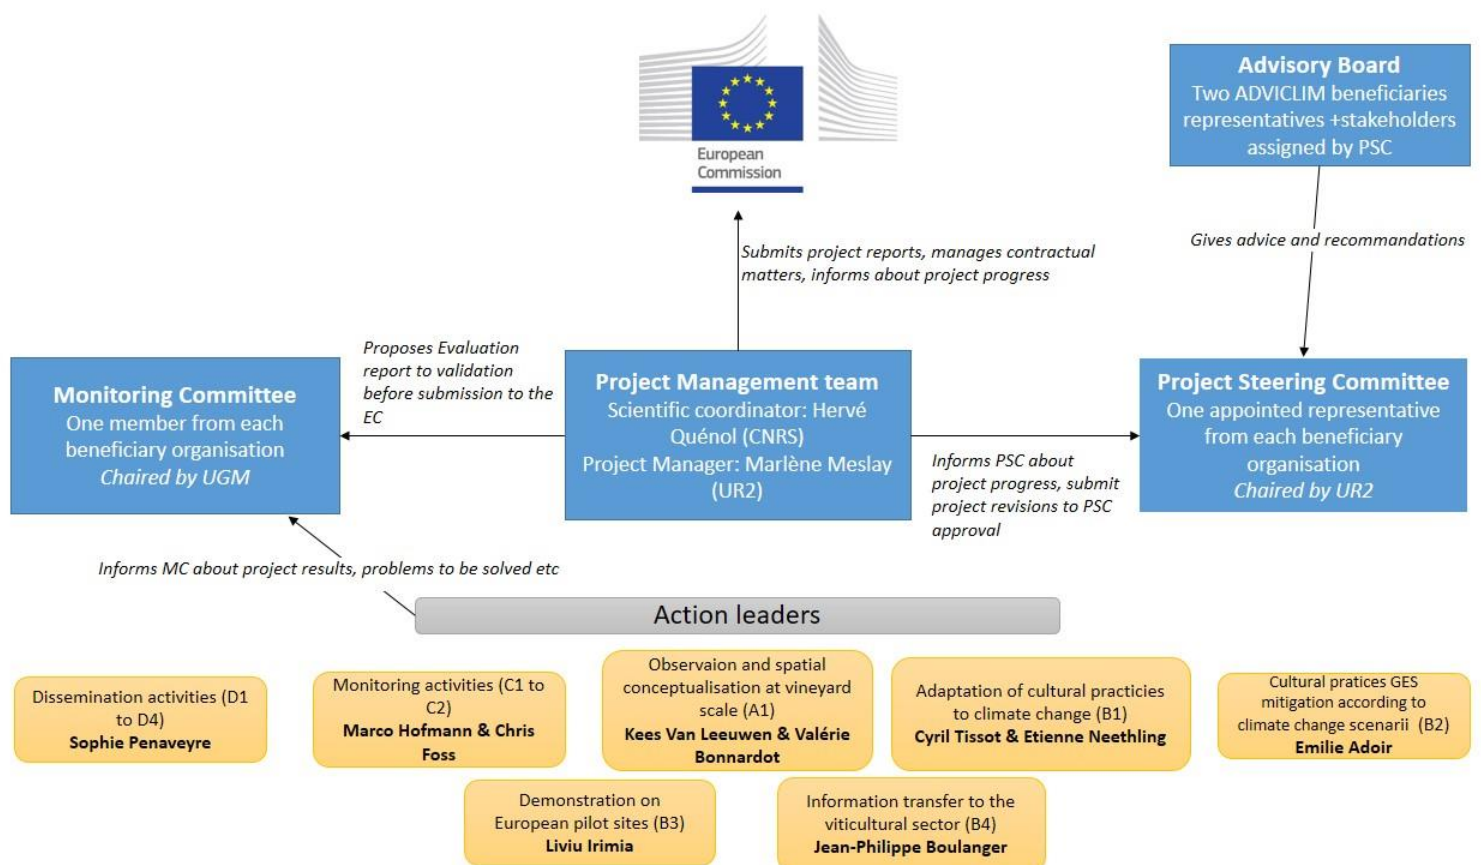 European
Commission
Advisory Board
Two ADVICLIM beneficiaries
representatives +stakeholders
assigned by PSC
Submits project reports, manages contractual
matters, informs about project progress
Gives advice and recommandations
Monitoring Committee
One member from each
beneficiary organisation
Chaired by UGM
Proposes Evaluation
report to validation
before submission to the
EC
Project Management team
Scientific coordinator: Hervé
Quénol (CNRS)
Project Manager: Marlène Meslay
(UR2)
Informs PSC about
project progress, submit
project revisions to PSC
approval
Project Steering Committee
One appointed representative
from each beneficiary
organisation
Chaired by UR2
Informs MC about project results, problems to be solved etc
Action leaders
Dissemination activities (D1
to D4)
Sophie Penaveyre
Monitoring activities (C1 to
C2)
Marco Hofmann & Chris
Foss
Observaion and spatial
conceptualisation at vineyard
scale (A1)
Kees Van Leeuwen & Valérie
Bonnardot
Adaptation of cultural practicies
to climate change (B1)
Cyril Tissot & Etienne Neethling
Cultural pratices GES
mitigation according to
climate change scenarii (B2)
Emilie Adoir
Demonstration on
European pilot sites (B3)
Liviu Irimia
Information transfer to the
viticultural sector (B4)
Jean-Philippe Boulanger